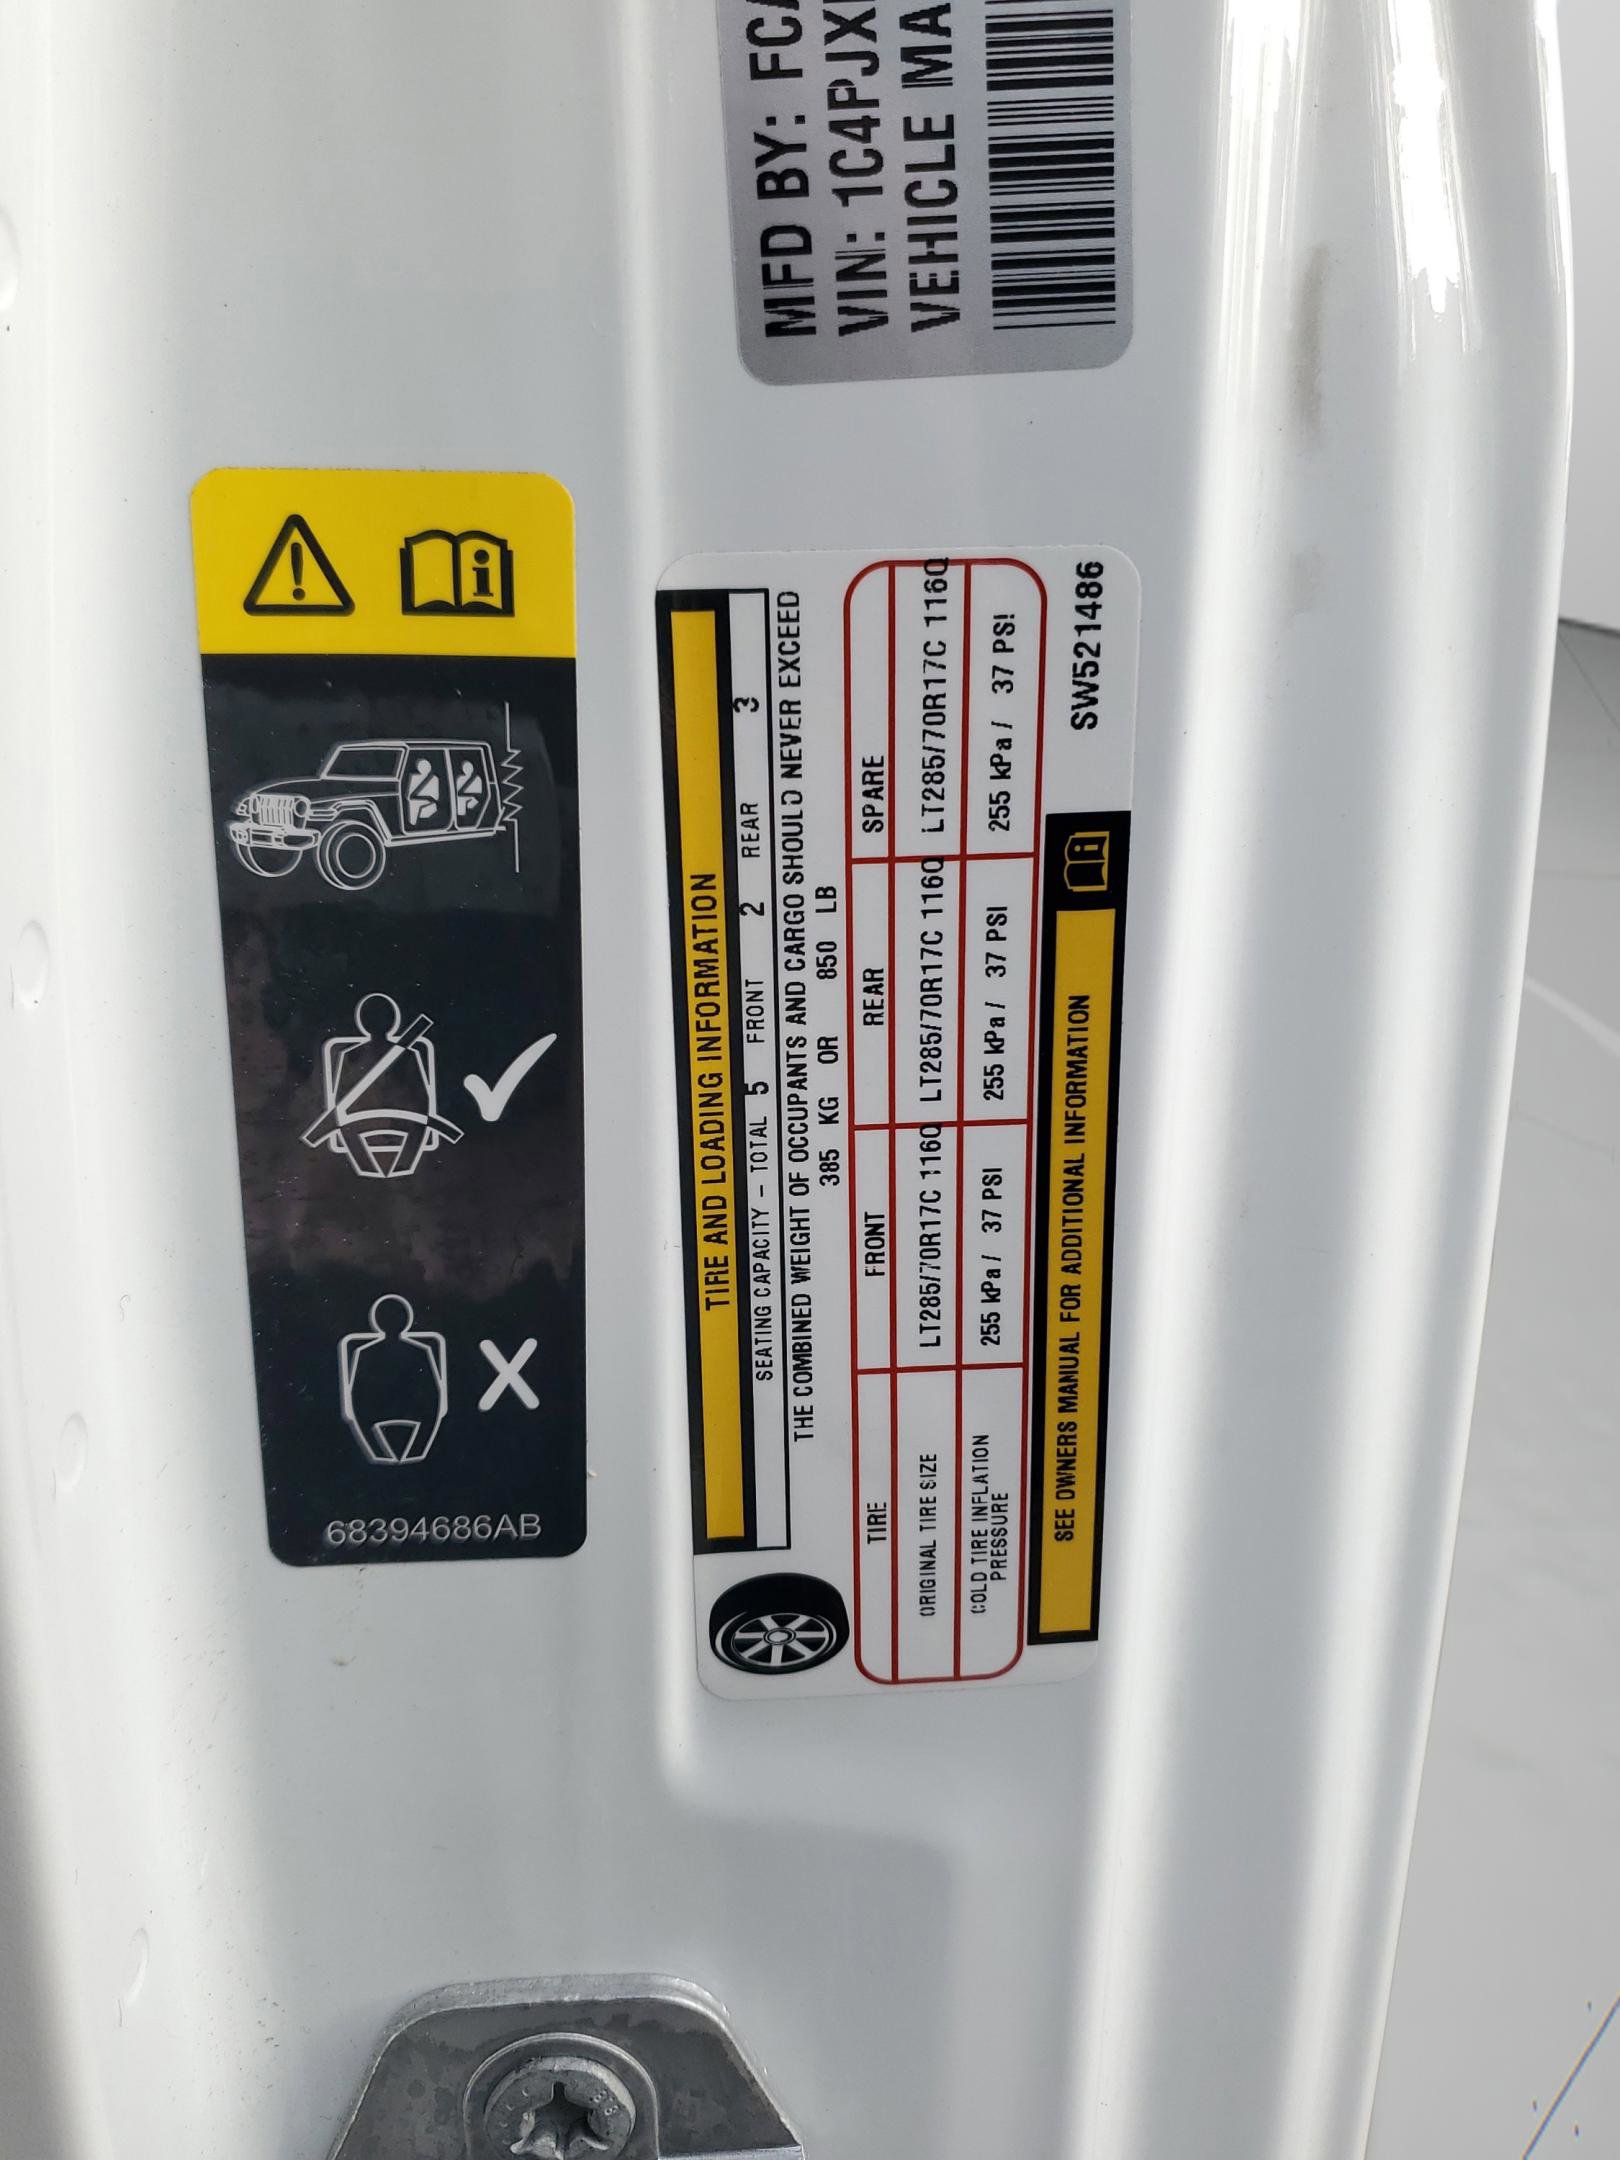 MFD BY: FCA
VIN: 1C4PJX
VEHICLE MA
68394686AB
TIRE AND LOADING INFORMATION
SEATING CAPACITY – TOTAL 5 FRONT 2 REAR 3
THE COMBINED WEIGHT OF OCCUPANTS AND CARGO SHOULD NEVER EXCEED
385 KG OR 850 LB
TIRE FRONT REAR SPARE
ORIGINAL TIRE SIZE LT285/70R17C 116Q LT285/70R17C 116Q LT285/70R17C 116Q
COLD TIRE INFLATION
PRESSURE 255 kPa / 37 PSI 255 kPa / 37 PSI 255 kPa / 37 PSI
SEE OWNERS MANUAL FOR ADDITIONAL INFORMATION
SW521486